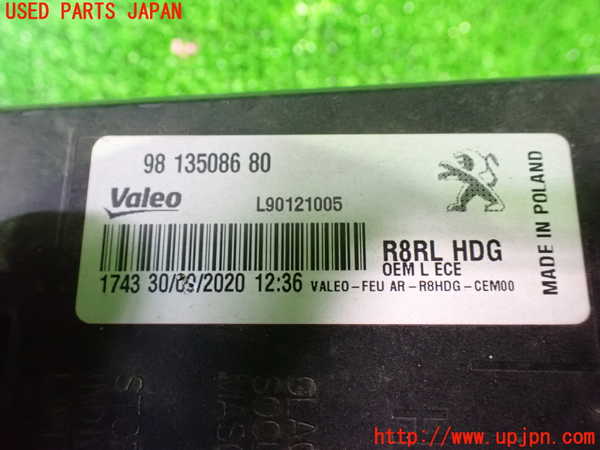 USED PARTS JAPAN
98 135086 80
Valeo
L90121005
R8RL HDG
OEM L ECE
1743 30/09/2020 12:36
VALEO-FEU AR-R8HDG-CEM00
MADE IN POLAND
http://www.upjpn.com/